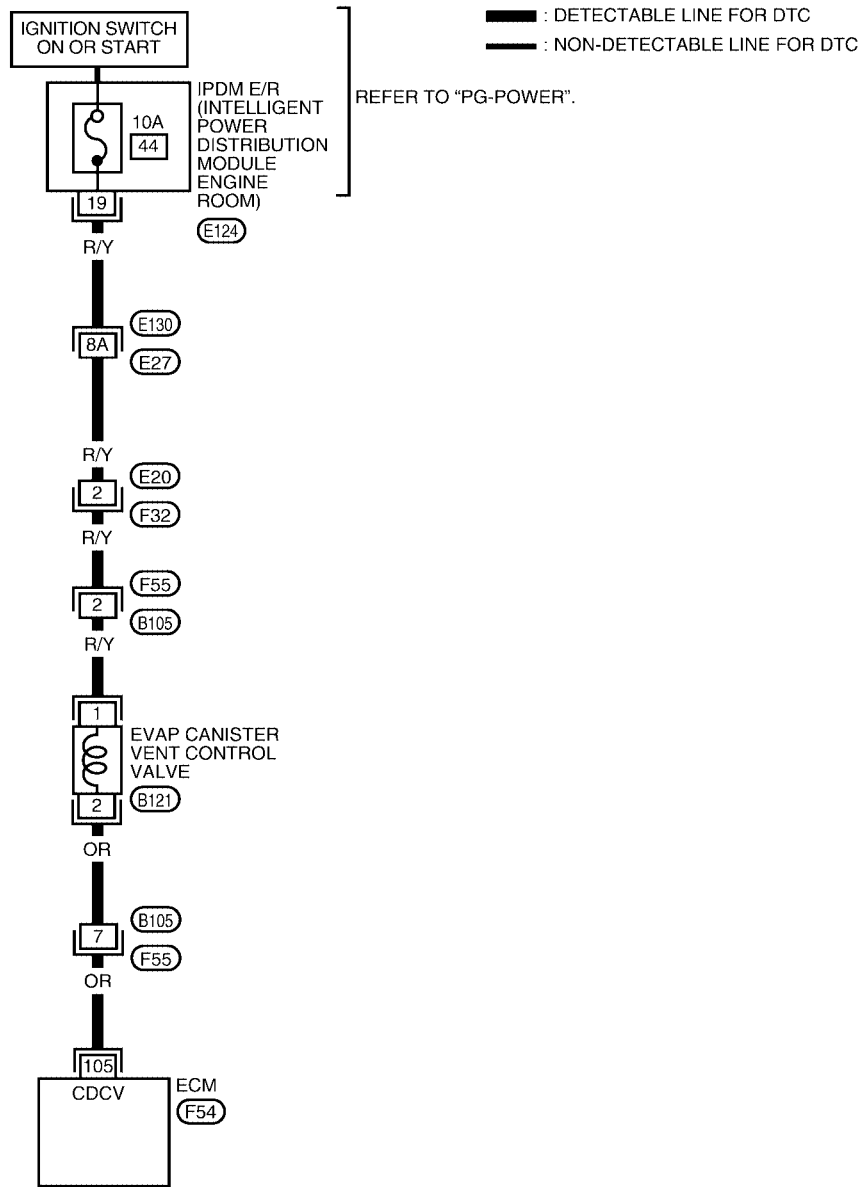 IGNITION SWITCH
ON OR START
: DETECTABLE LINE FOR DTC
: NON-DETECTABLE LINE FOR DTC
IPDM E/R
(INTELLIGENT
POWER
DISTRIBUTION
MODULE
ENGINE
ROOM)
REFER TO “PG-POWER”.
10A
44
19
E124
R/Y
E130
8A
E27
R/Y
E20
2
F32
R/Y
F55
2
B105
R/Y
1
EVAP CANISTER
VENT CONTROL
VALVE
2
B121
OR
B105
7
F55
OR
105
CDCV
ECM
F54